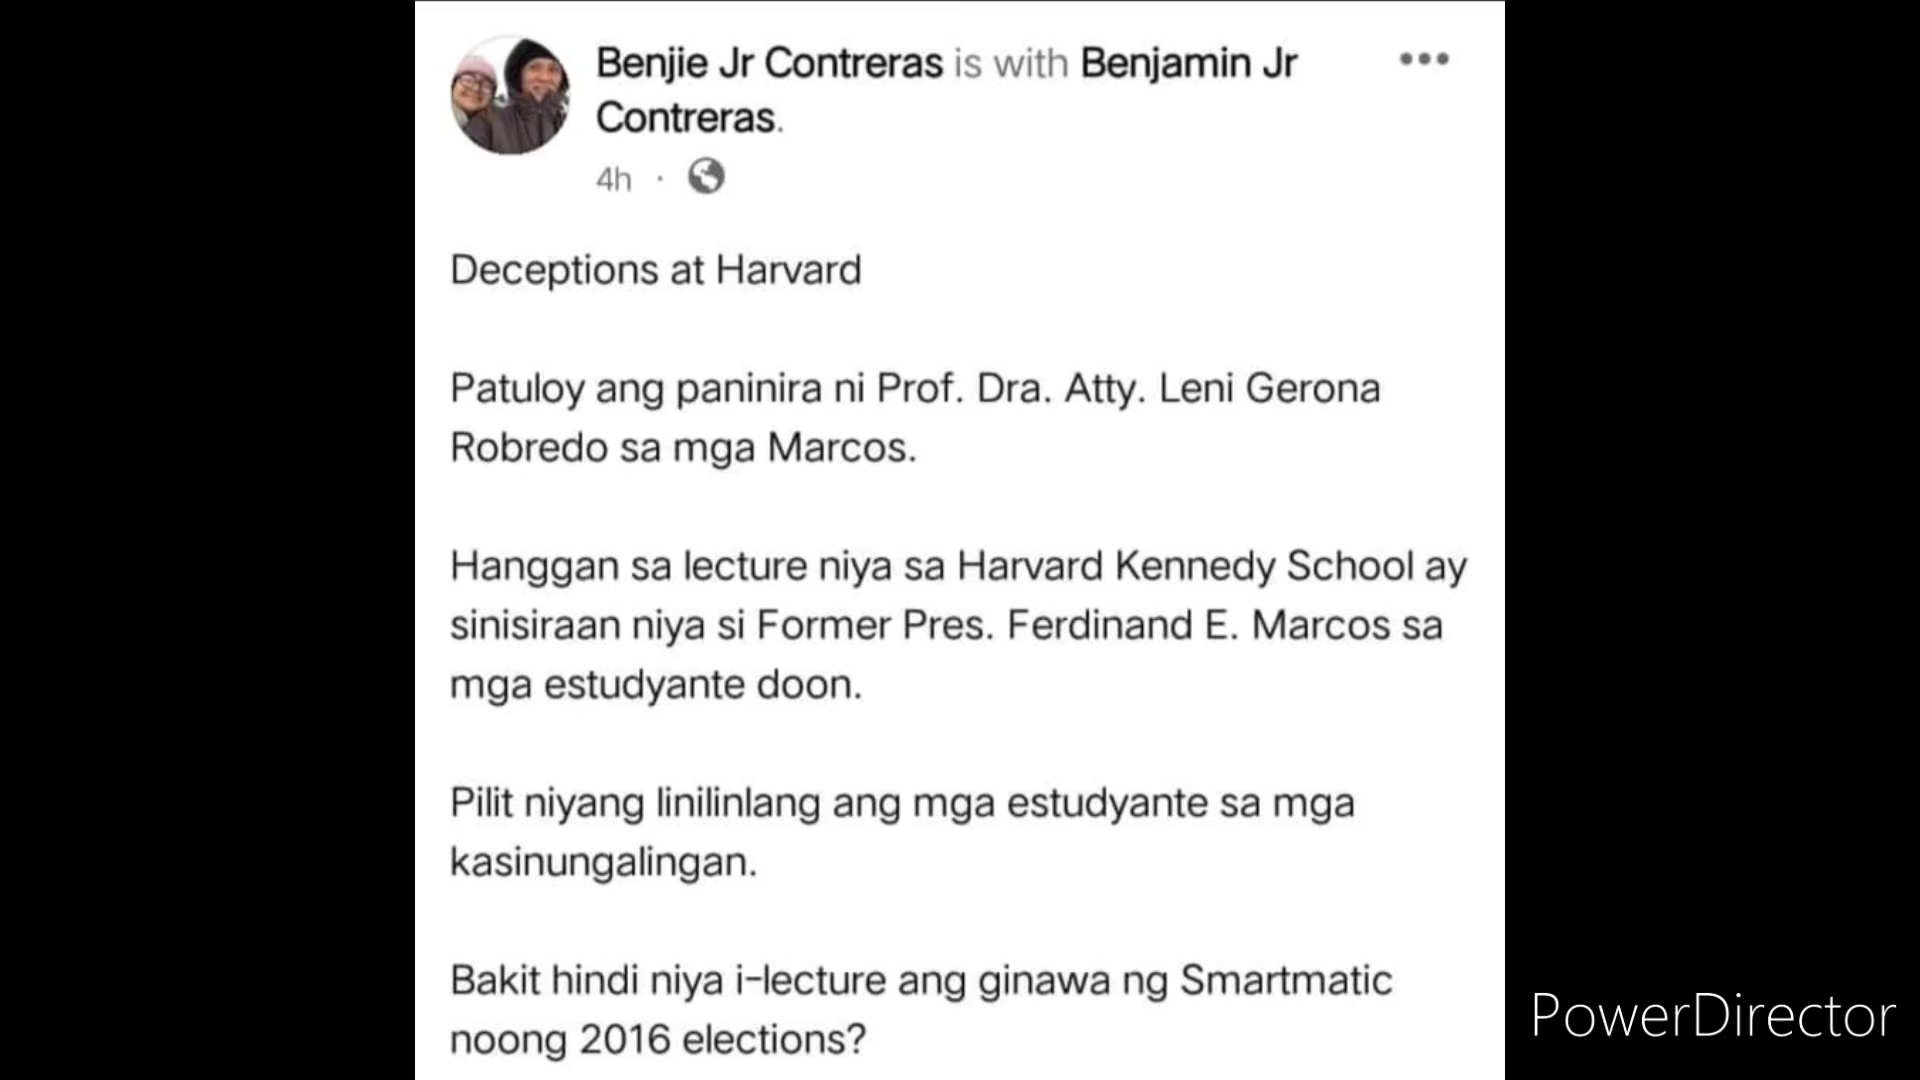 Benjie Jr Contreras is with Benjamin Jr
Contreras.
4h ·
Deceptions at Harvard
Patuloy ang paninira ni Prof. Dra. Atty. Leni Gerona
Robredo sa mga Marcos.
Hanggan sa lecture niya sa Harvard Kennedy School ay
sinisiraan niya si Former Pres. Ferdinand E. Marcos sa
mga estudyante doon.
Pilit niyang linilinlang ang mga estudyante sa mga
kasinungalingan.
Bakit hindi niya i-lecture ang ginawa ng Smartmatic
noong 2016 elections?
PowerDirector